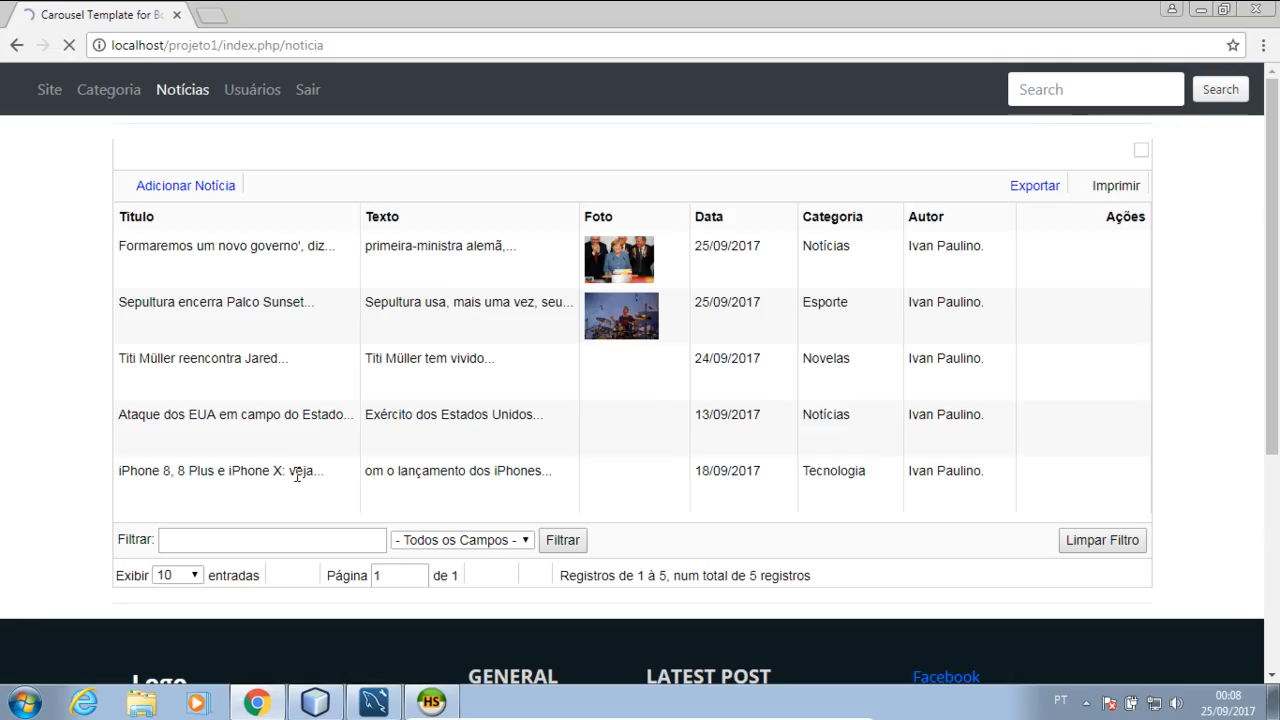 Carousel Template for Bo
localhost/projeto1/index.php/noticia
Site Categoria Notícias Usuários Sair Search Search
Adicionar Notícia Exportar Imprimir
Titulo Texto Foto Data Categoria Autor Ações
Formaremos um novo governo', diz... primeira-ministra alemã,... 25/09/2017 Notícias Ivan Paulino.
Sepultura encerra Palco Sunset... Sepultura usa, mais uma vez, seu... 25/09/2017 Esporte Ivan Paulino.
Titi Müller reencontra Jared... Titi Müller tem vivido... 24/09/2017 Novelas Ivan Paulino.
Ataque dos EUA em campo do Estado... Exército dos Estados Unidos... 13/09/2017 Notícias Ivan Paulino.
iPhone 8, 8 Plus e iPhone X: veja... om o lançamento dos iPhones... 18/09/2017 Tecnologia Ivan Paulino.
Filtrar: - Todos os Campos - Filtrar Limpar Filtro
Exibir 10 entradas Página 1 de 1 Registros de 1 à 5, num total de 5 registros
Logo GENERAL LATEST POST Facebook
HS PT 00:08
25/09/2017